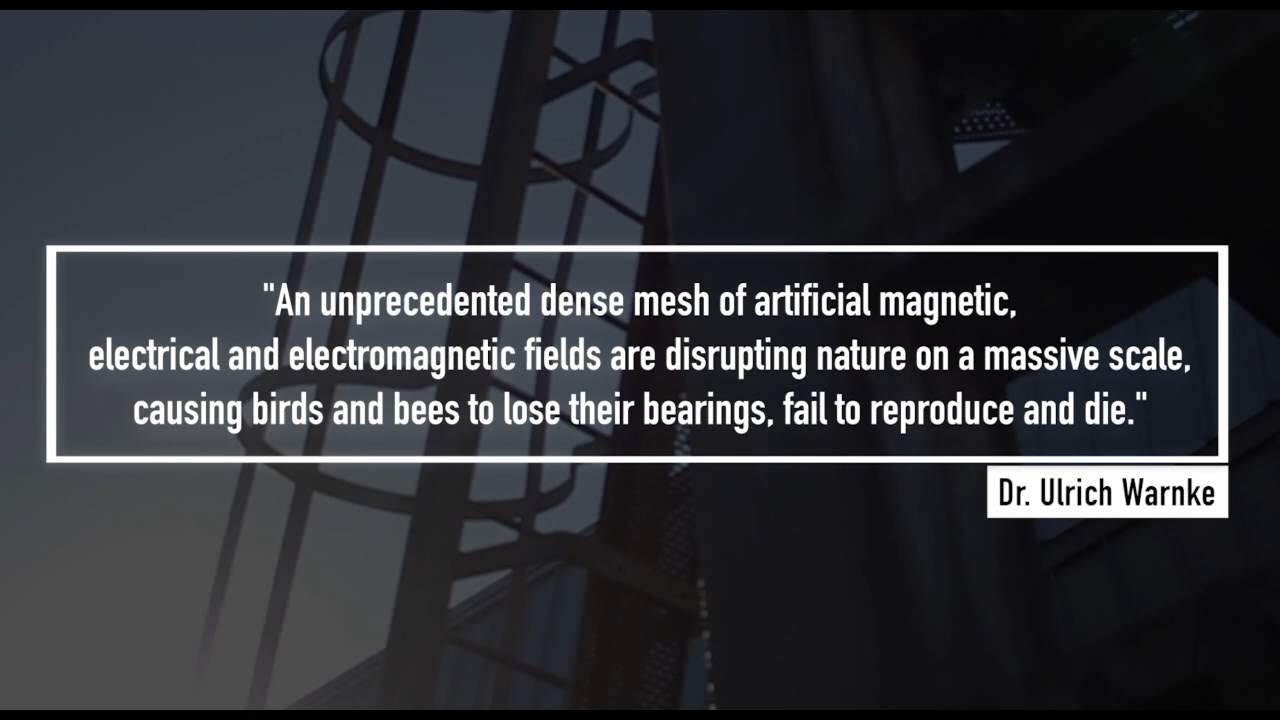 "An unprecedented dense mesh of artificial magnetic,
electrical and electromagnetic fields are disrupting nature on a massive scale,
causing birds and bees to lose their bearings, fail to reproduce and die."
Dr. Ulrich Warnke